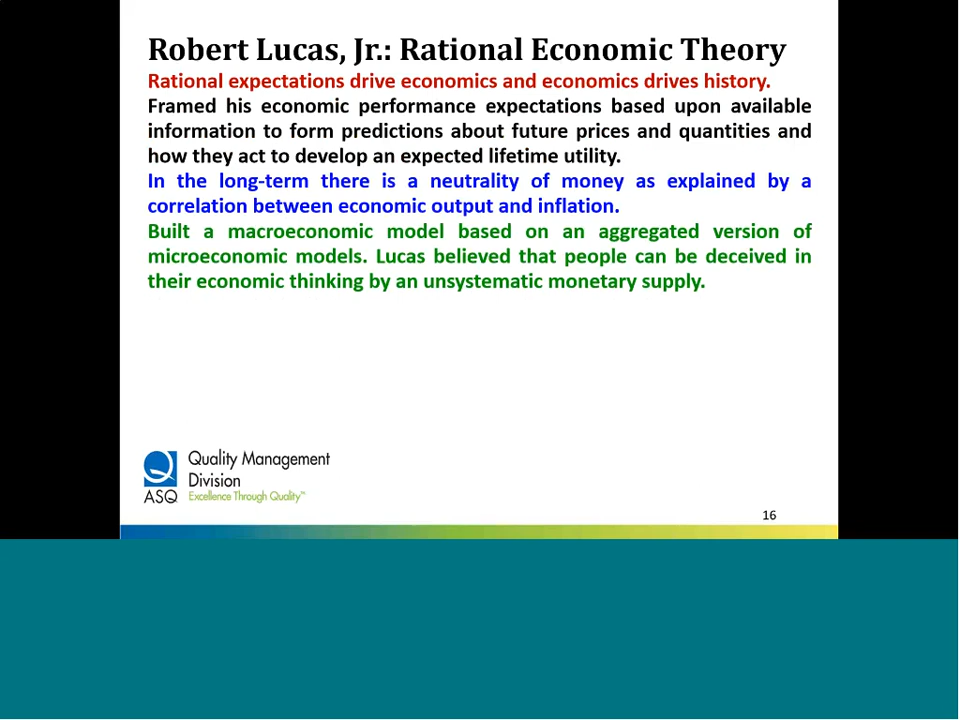 Robert Lucas, Jr.: Rational Economic Theory
Rational expectations drive economics and economics drives history.
Framed his economic performance expectations based upon available
information to form predictions about future prices and quantities and
how they act to develop an expected lifetime utility.
In the long-term there is a neutrality of money as explained by a
correlation between economic output and inflation.
Built a macroeconomic model based on an aggregated version of
microeconomic models. Lucas believed that people can be deceived in
their economic thinking by an unsystematic monetary supply.
Quality Management
Division
ASQ Excellence Through Quality™
16